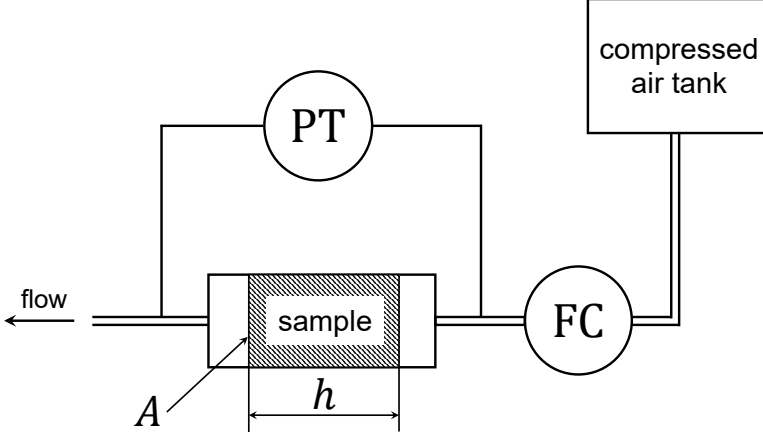 compressed
air tank
PT
flow
sample
FC
A
h